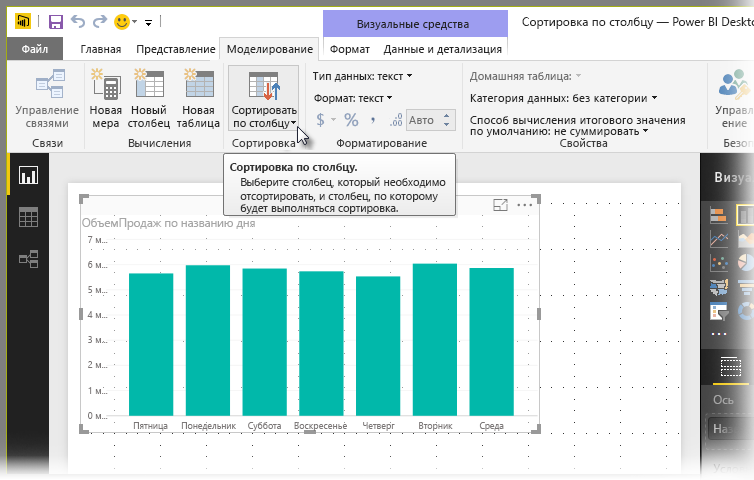 Визуальные средства
Сортировка по столбцу — Power BI Deskto
Файл
Главная
Представление
Моделирование
Формат
Данные и детализация
Управление
связями
Новая
мера
Новый
столбец
Новая
таблица
Сортировать
по столбцу
Тип данных: текст
Формат: текст
$ % , .00 Авто
Домашняя таблица:
Категория данных: без категории
Способ вычисления итогового значения
по умолчанию: не суммировать
Управле
ение
Связи
Вычисления
Сортировка
Форматирование
Свойства
Безоп
Сортировка по столбцу.
Выберите столбец, который необходимо
отсортировать, и столбец, по которому
будет выполняться сортировка.
ОбъемПродаж по названию дня
7 м...
6 м...
5 м...
4 м...
3 м...
2 м...
1 м...
0 м...
Пятница
Понедельник
Суббота
Воскресенье
Четверг
Вторник
Среда
Визуа
Ось
Наз